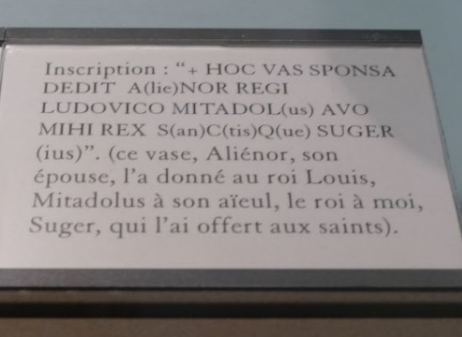 Inscription : “+ HOC VAS SPONSA
DEDIT A(lie)NOR REGI
LUDOVICO MITADOL(us) AVO
MIHI REX S(an)C(tis)Q(ue) SUGER
(ius)”. (ce vase, Aliénor, son
épouse, l'a donné au roi Louis,
Mitadolus à son aïeul, le roi à moi,
Suger, qui l'ai offert aux saints).